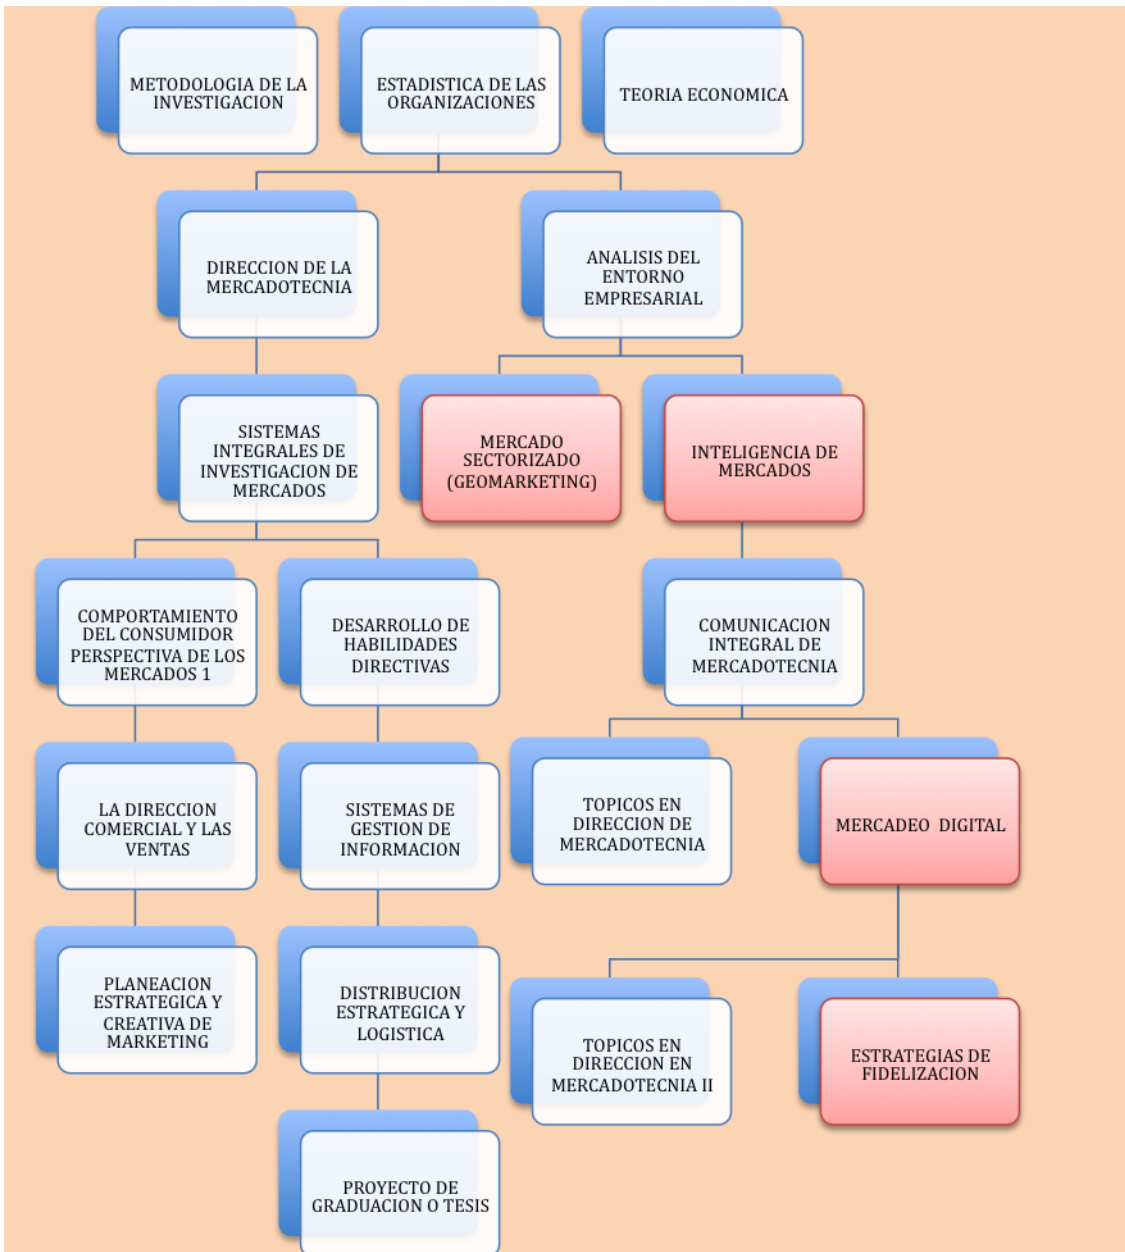 METODOLOGIA DE LA
INVESTIGACION
ESTADISTICA DE LAS
ORGANIZACIONES
TEORIA ECONOMICA
DIRECCION DE LA
MERCADOTECNIA
ANALISIS DEL
ENTORNO
EMPRESARIAL
SISTEMAS
INTEGRALES DE
INVESTIGACION DE
MERCADOS
MERCADO
SECTORIZADO
(GEOMARKETING)
INTELIGENCIA DE
MERCADOS
COMPORTAMIENTO
DEL CONSUMIDOR
PERSPECTIVA DE LOS
MERCADOS 1
DESARROLLO DE
HABILIDADES
DIRECTIVAS
COMUNICACION
INTEGRAL DE
MERCADOTECNIA
LA DIRECCION
COMERCIAL Y LAS
VENTAS
SISTEMAS DE
GESTION DE
INFORMACION
TOPICOS EN
DIRECCION DE
MERCADOTECNIA
MERCADEO DIGITAL
PLANEACION
ESTRATEGICA Y
CREATIVA DE
MARKETING
DISTRIBUCION
ESTRATEGICA Y
LOGISTICA
TOPICOS EN
DIRECCION EN
MERCADOTECNIA II
ESTRATEGIAS DE
FIDELIZACION
PROYECTO DE
GRADUACION O TESIS